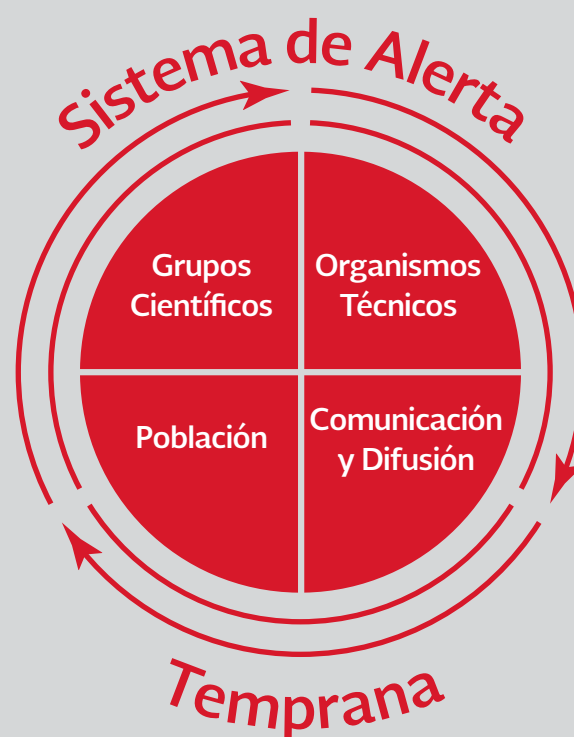 Sistema de Alerta
Grupos
Científicos
Organismos
Técnicos
Población
Comunicación
y Difusión
Temprana